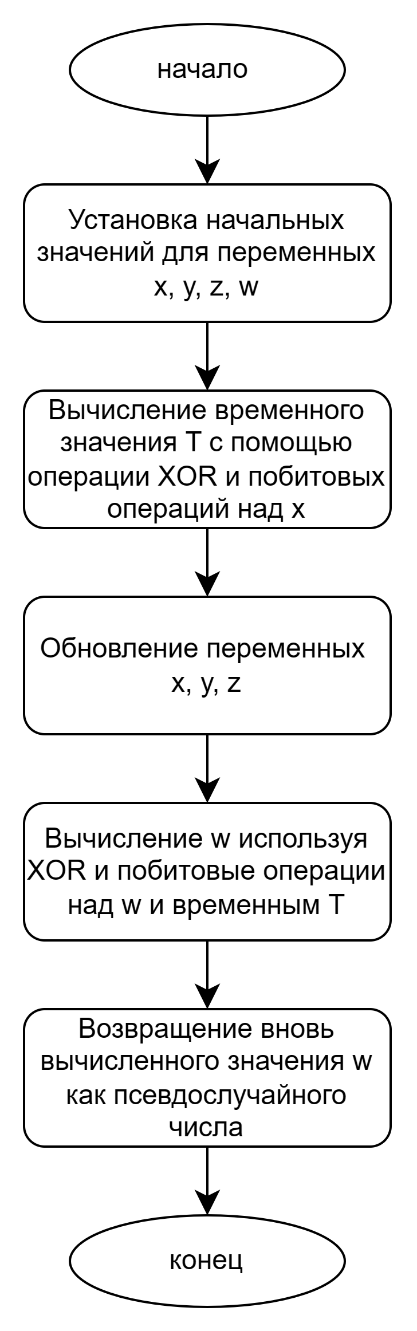 начало
Установка начальных
значений для переменных
x, y, z, w
Вычисление временного
значения T с помощью
операции XOR и побитовых
операций над x
Обновление переменных
x, y, z
Вычисление w используя
XOR и побитовые операции
над w и временным T
Возвращение вновь
вычисленного значения w
как псевдослучайного
числа
конец